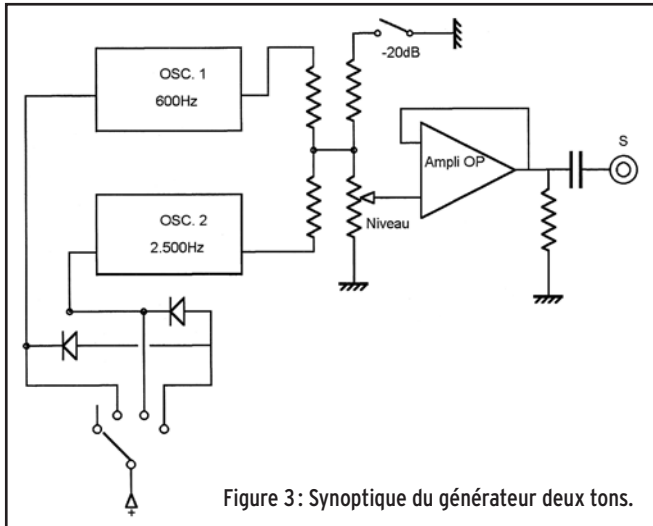 OSC. 1
600Hz
-20dB
S
Ampli OP
OSC. 2
2.500Hz
Niveau
+
Figure 3: Synoptique du générateur deux tons.